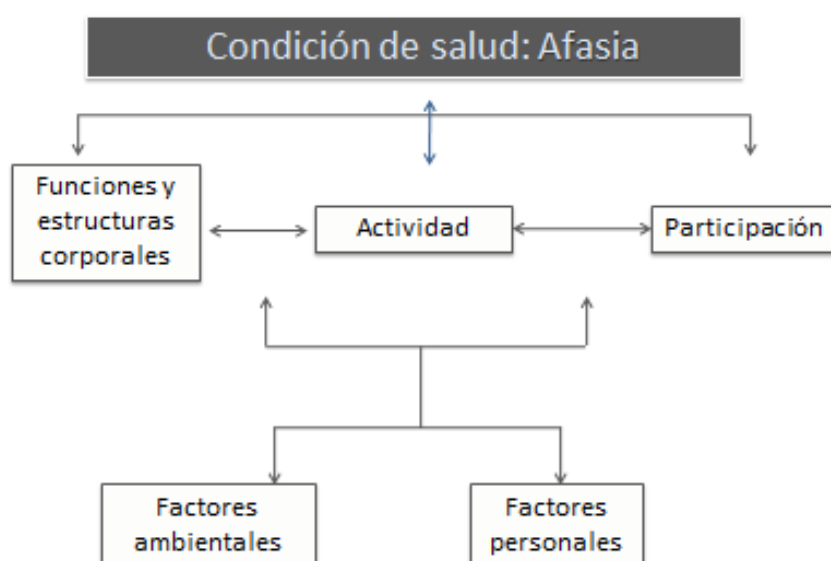 Condición de salud: Afasia
Funciones y
estructuras
corporales
Actividad
Participación
Factores
ambientales
Factores
personales